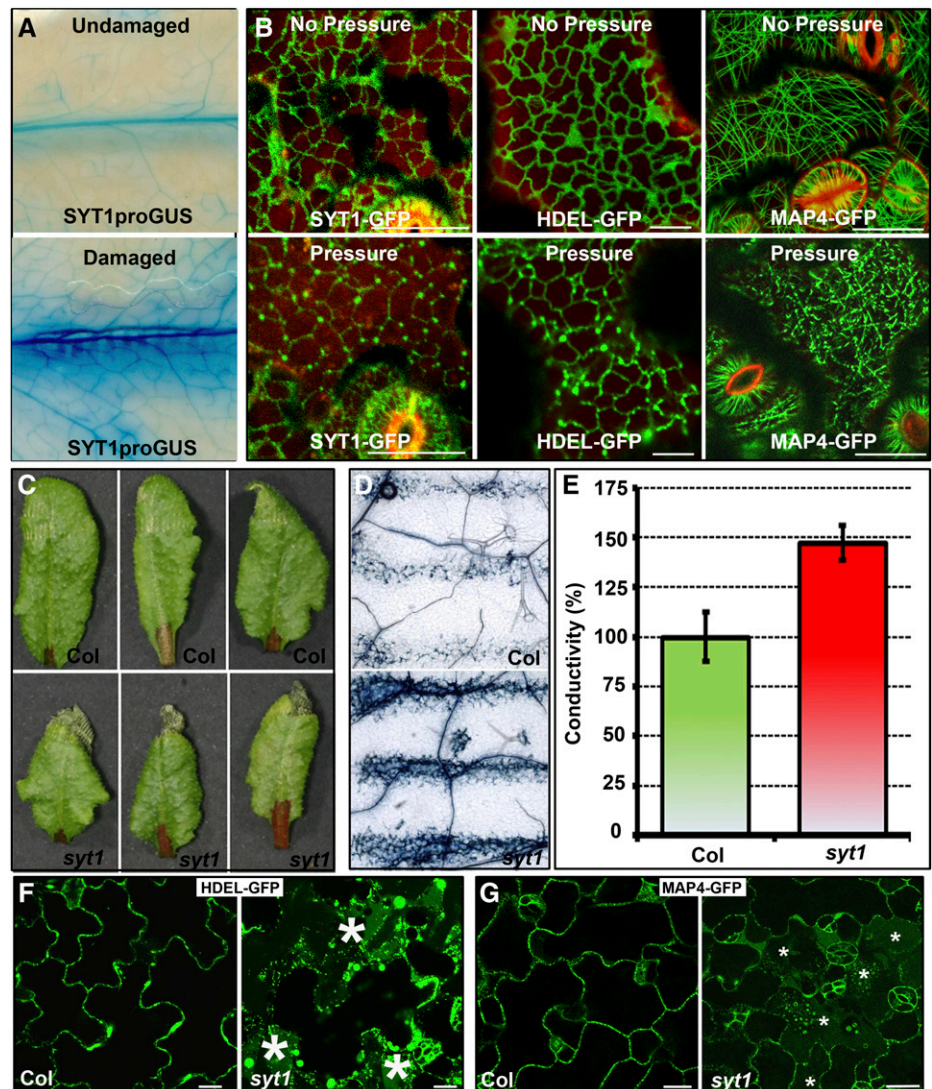 A
Undamaged
SYT1proGUS
Damaged
SYT1proGUS
B
No Pressure
SYT1-GFP
No Pressure
HDEL-GFP
No Pressure
MAP4-GFP
Pressure
SYT1-GFP
Pressure
HDEL-GFP
Pressure
MAP4-GFP
C
Col
Col
Col
syt1
syt1
syt1
D
Col
syt1
E
Conductivity (%)
175
150
125
100
75
50
25
0
Col
syt1
F
HDEL-GFP
Col
* * *
syt1
G
MAP4-GFP
Col
* * * * *
syt1